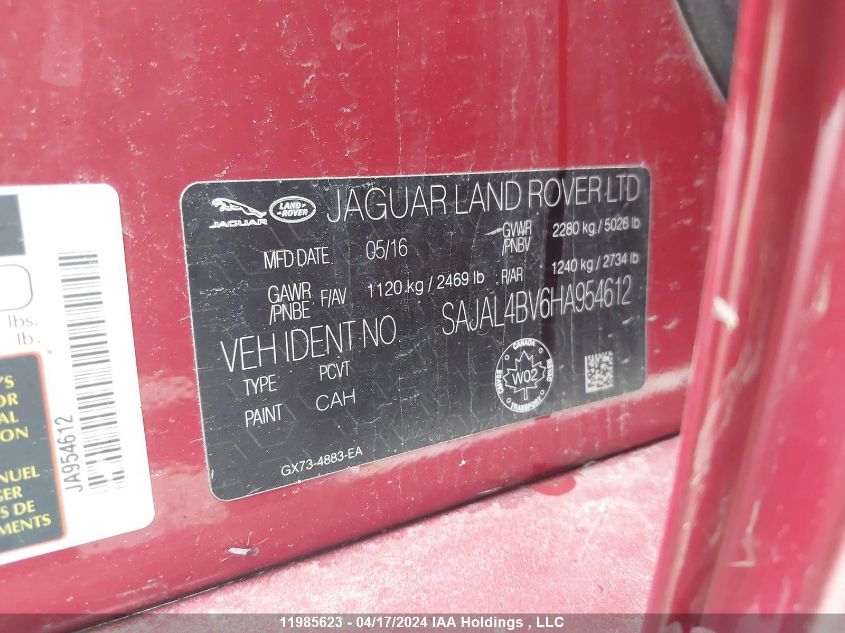 JAGUAR LAND-ROVER JAGUAR LAND ROVER LTD
MFD DATE 05/16 GVWR /PNBV 2280 kg / 5026 lb
GAWR /PNBE F/AV 1120 kg / 2469 lb R/AR 1240 kg / 2734 lb
VEH IDENT NO SAJAL4BV6HA954612
TYPE PCVT
PAINT CAH
CANADA
W02
TRANSPORT
GX73-4883-EA
lbs.
lb.
JA954612
11985623 - 04/17/2024 IAA Holdings , LLC